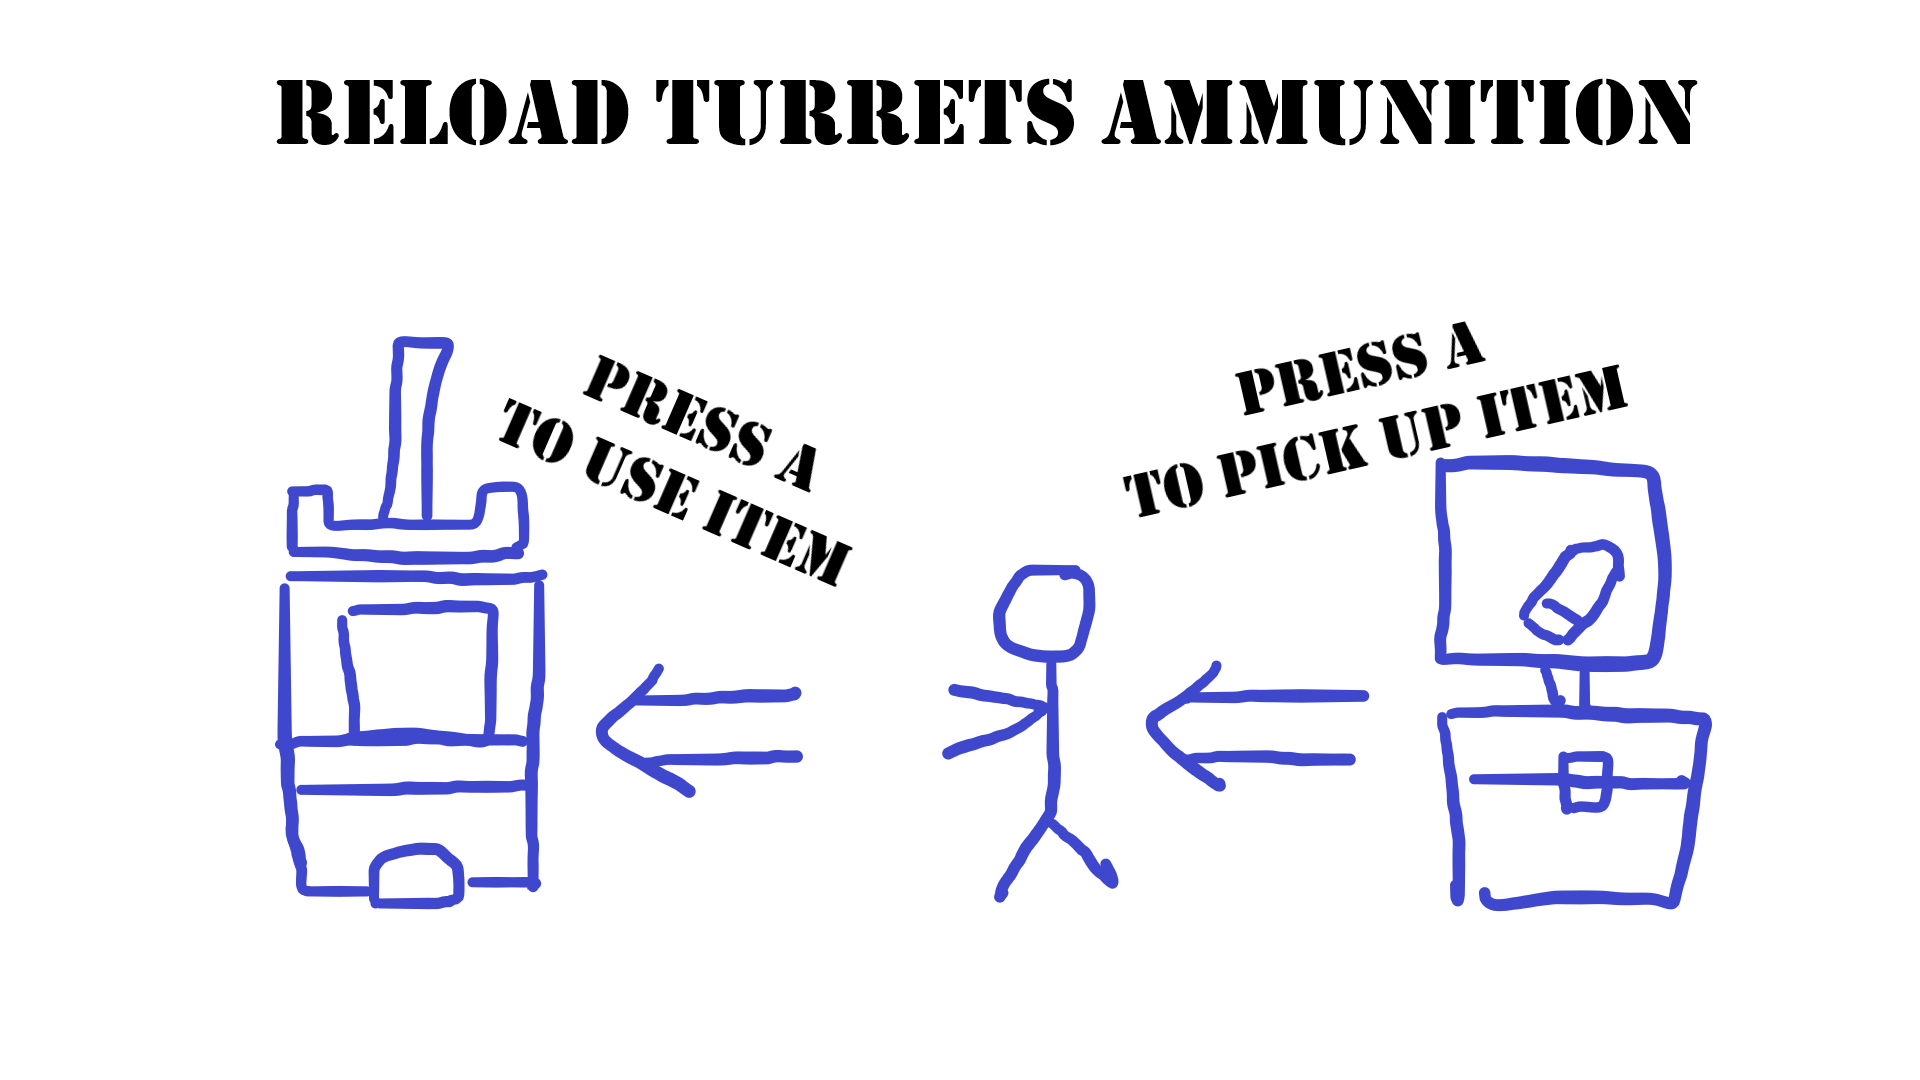 RELOAD TURRETS AMMUNITION
PRESS A
TO USE ITEM
PRESS A
TO PICK UP ITEM